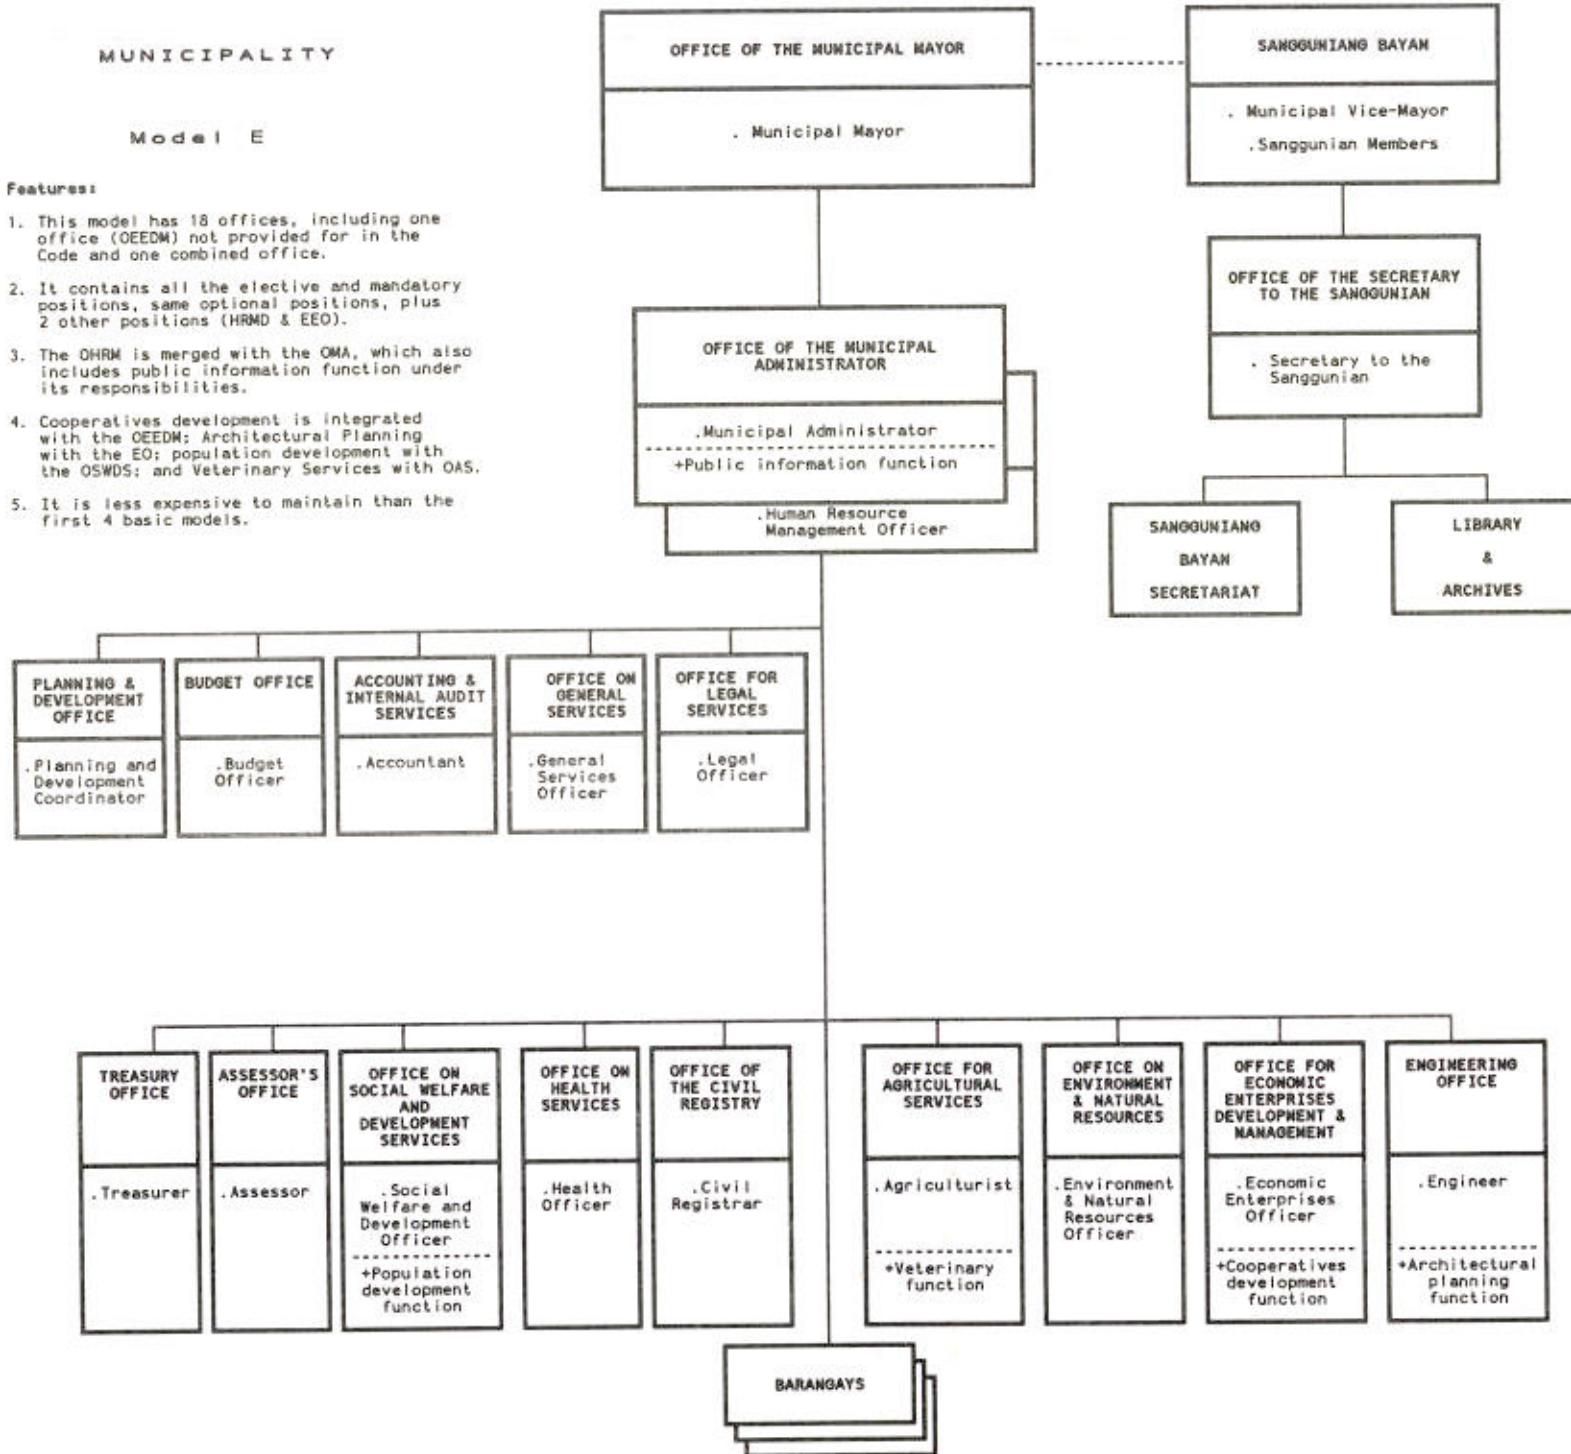 MUNICIPALITY
Model E
Features:
1. This model has 18 offices, including one
office (OEEDM) not provided for in the
Code and one combined office.
2. It contains all the elective and mandatory
positions, same optional positions, plus
2 other positions (HRMD & EEO).
3. The OHRM is merged with the OMA, which also
includes public information function under
its responsibilities.
4. Cooperatives development is integrated
with the OEEDM; Architectural Planning
with the EO; population development with
the OSWDS; and Veterinary Services with OAS.
5. It is less expensive to maintain than the
first 4 basic models.
OFFICE OF THE MUNICIPAL MAYOR
. Municipal Mayor
SANGGUNIANG BAYAN
. Municipal Vice-Mayor
.Sanggunian Members
OFFICE OF THE SECRETARY
TO THE SANGGUNIAN
. Secretary to the
Sanggunian
SANGGUNIANG
BAYAN
SECRETARIAT
LIBRARY
&
ARCHIVES
OFFICE OF THE MUNICIPAL
ADMINISTRATOR
.Municipal Administrator
+Public information function
.Human Resource
Management Officer
PLANNING &
DEVELOPMENT
OFFICE
.Planning and
Development
Coordinator
BUDGET OFFICE
.Budget
Officer
ACCOUNTING &
INTERNAL AUDIT
SERVICES
.Accountant
OFFICE ON
GENERAL
SERVICES
.General
Services
Officer
OFFICE FOR
LEGAL
SERVICES
.Legal
Officer
TREASURY
OFFICE
.Treasurer
ASSESSOR'S
OFFICE
.Assessor
OFFICE ON
SOCIAL WELFARE
AND
DEVELOPMENT
SERVICES
.Social
Welfare and
Development
Officer
+Population
development
function
OFFICE ON
HEALTH
SERVICES
.Health
Officer
OFFICE OF
THE CIVIL
REGISTRY
.Civil
Registrar
OFFICE FOR
AGRICULTURAL
SERVICES
.Agriculturist
+Veterinary
function
OFFICE ON
ENVIRONMENT
& NATURAL
RESOURCES
.Environment
& Natural
Resources
Officer
OFFICE FOR
ECONOMIC
ENTERPRISES
DEVELOPMENT &
MANAGEMENT
.Economic
Enterprises
Officer
+Cooperatives
development
function
ENGINEERING
OFFICE
.Engineer
+Architectural
planning
function
BARANGAYS